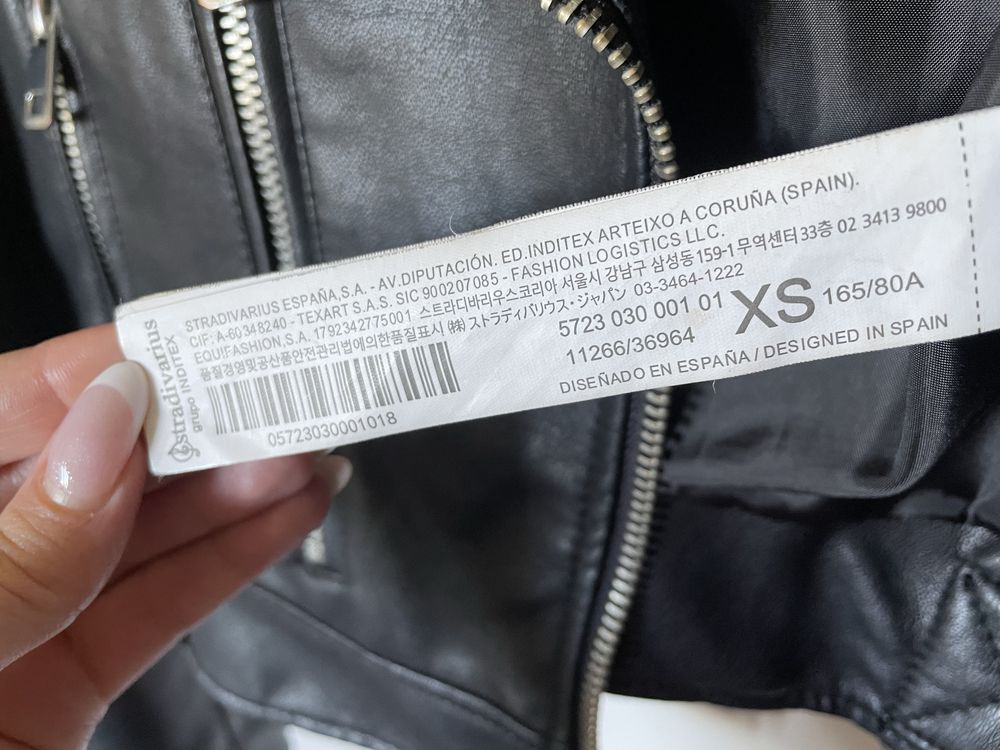 stradivarius
grupo INDITEX
STRADIVARIUS ESPAÑA,S.A. - AV.DIPUTACIÓN. ED.INDITEX ARTEIXO A CORUÑA (SPAIN).
CIF: A-60348240 - TEXART S.A.S. SIC 900207085 - FASHION LOGISTICS LLC.
EQUIFASHION,S.A. 1792342775001 스트라디바리우스코리아 서울시 강남구 삼성동159-1무역센터33층 02 3413 9800
품질경영및공산품안전관리법에의한품질표시 (株) ストラディバリウス・ジャパン 03-3464-1222
5723 030 001 01
XS
165/80A
11266/36964
DISEÑADO EN ESPAÑA / DESIGNED IN SPAIN
05723030001018